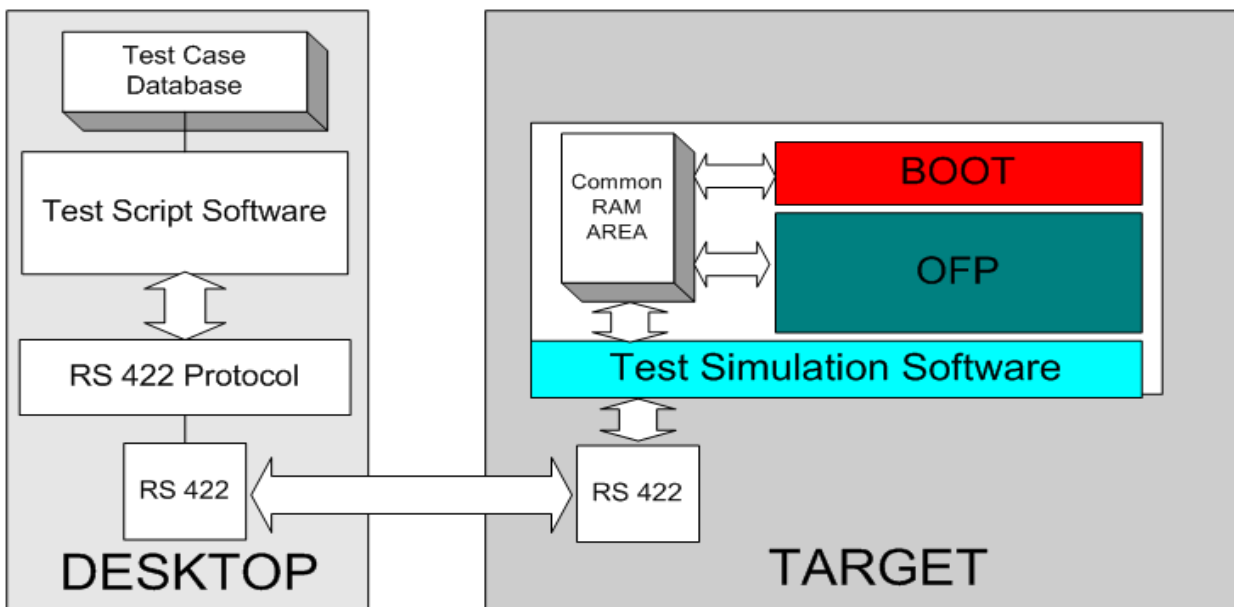 Test Case
Database
Test Script Software
RS 422 Protocol
RS 422
DESKTOP
Common
RAM
AREA
BOOT
OFP
Test Simulation Software
RS 422
TARGET